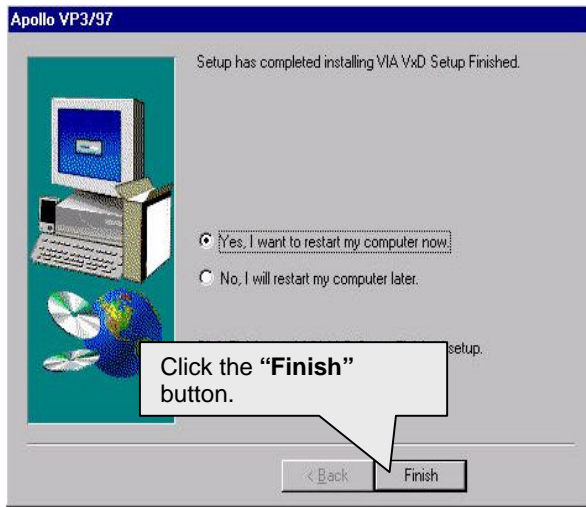 Apollo VP3/97
Setup has completed installing VIA VxD Setup Finished.
Yes, I want to restart my computer now.
No, I will restart my computer later.
setup.
Click the “Finish”
button.
< Back
Finish